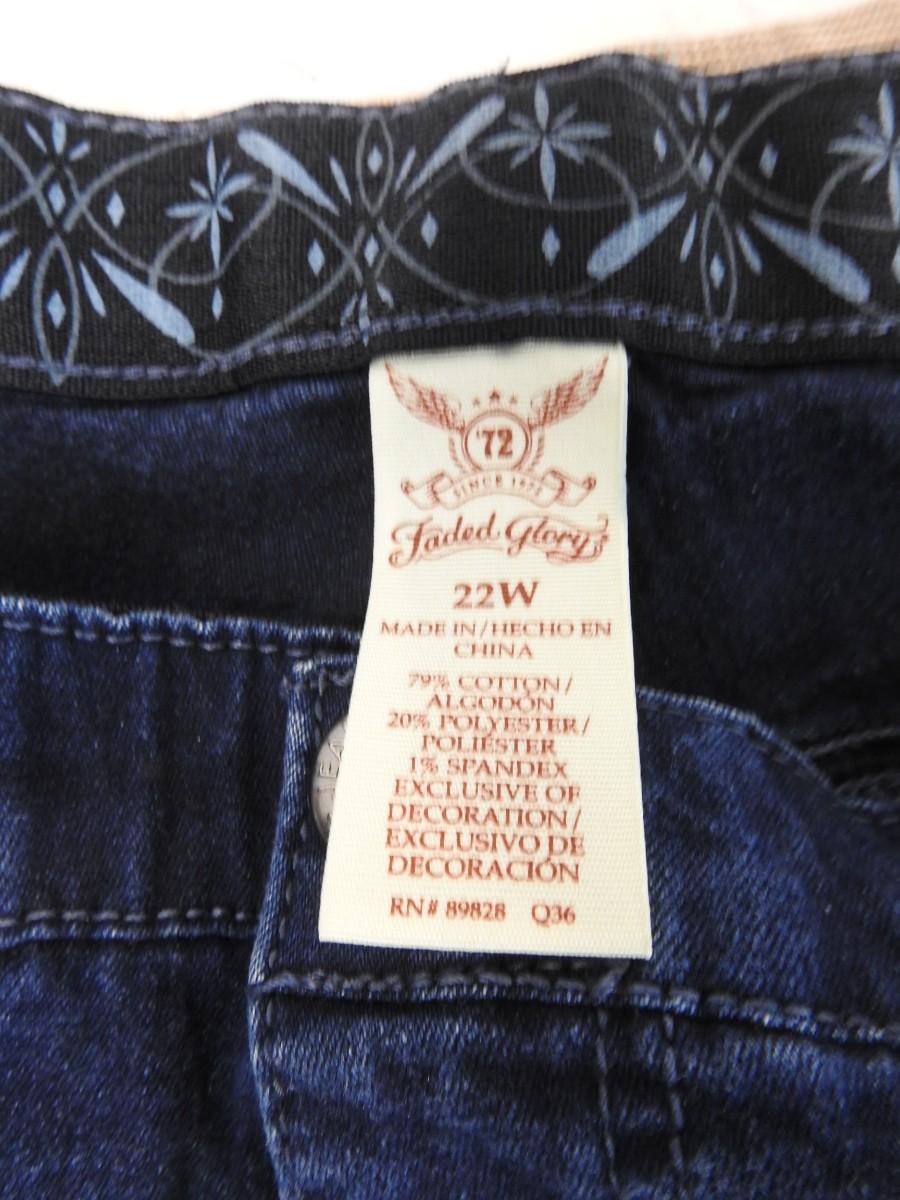 '72
SINCE 1972
Faded Glory
22W
MADE IN/HECHO EN
CHINA
79% COTTON/
ALGODÓN
20% POLYESTER/
POLIÉSTER
1% SPANDEX
EXCLUSIVE OF
DECORATION/
EXCLUSIVO DE
DECORACIÓN
RN# 89828 Q36